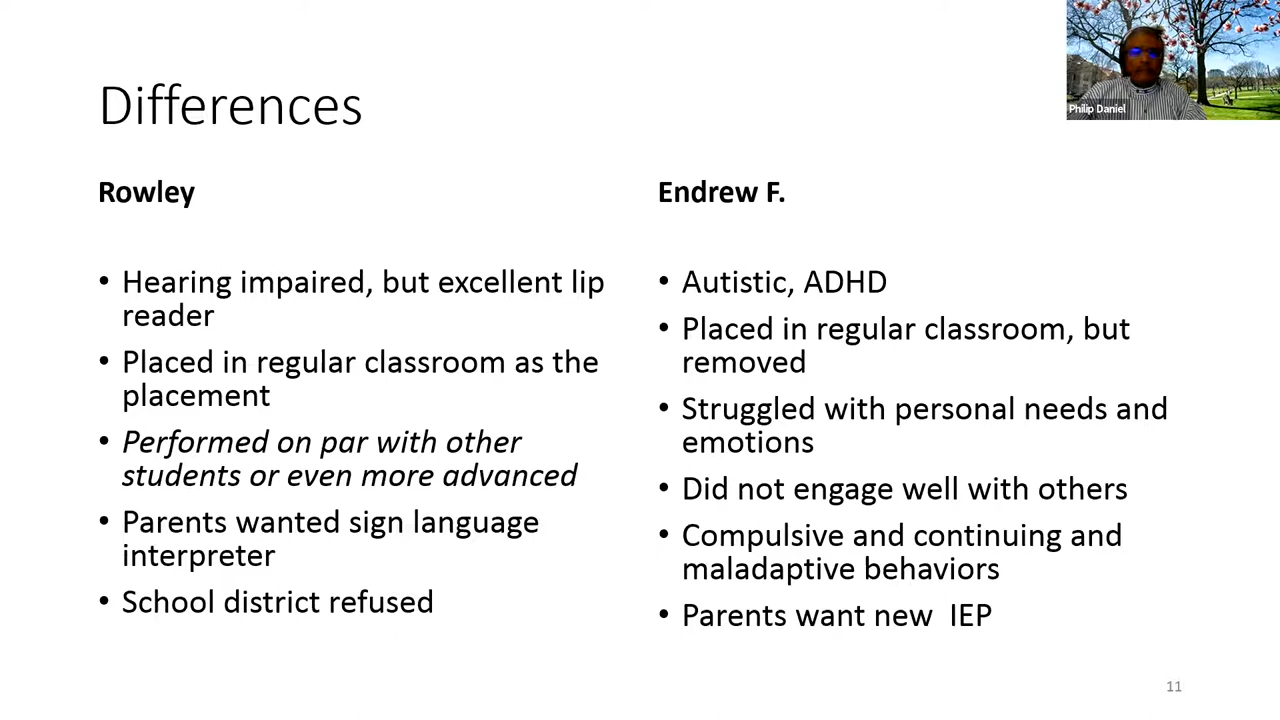 Philip Daniel
Differences
Rowley
• Hearing impaired, but excellent lip
reader
• Placed in regular classroom as the
placement
• Performed on par with other
students or even more advanced
• Parents wanted sign language
interpreter
• School district refused
Endrew F.
• Autistic, ADHD
• Placed in regular classroom, but
removed
• Struggled with personal needs and
emotions
• Did not engage well with others
• Compulsive and continuing and
maladaptive behaviors
• Parents want new  IEP
11